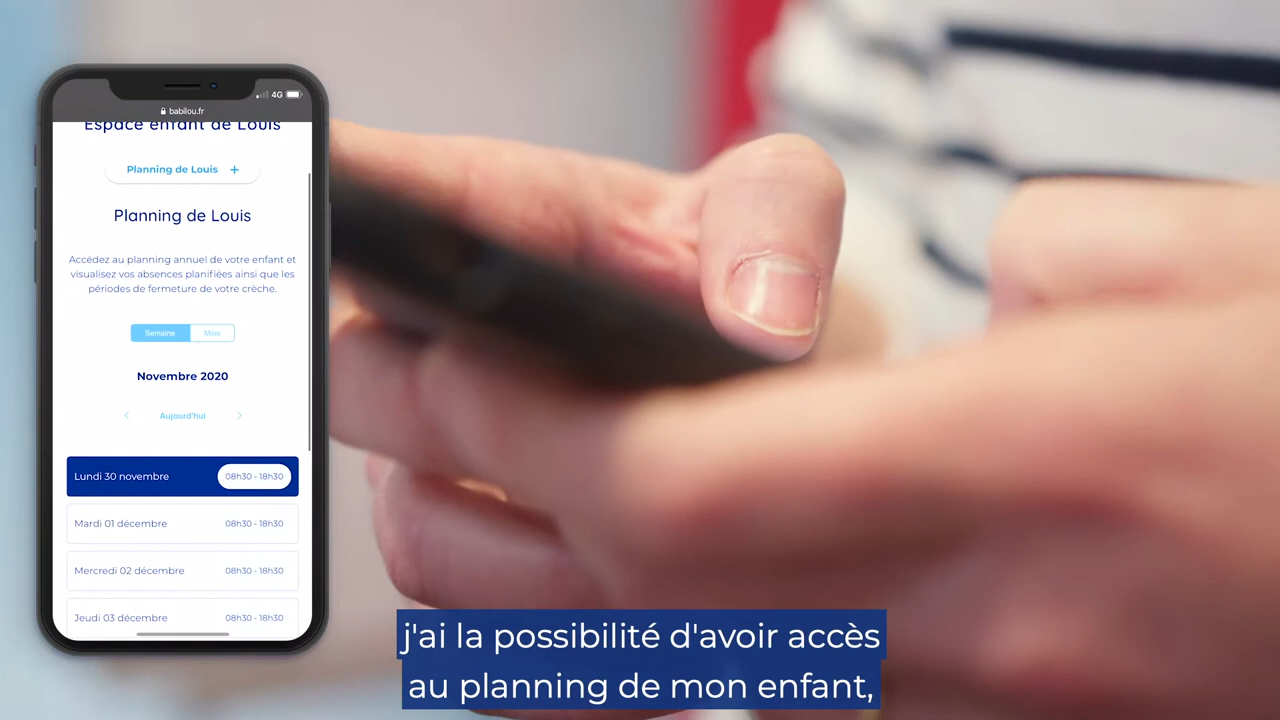 4G
babilou.fr
Espace enfant de Louis
Planning de Louis +
Planning de Louis
Accédez au planning annuel de votre enfant et
visualisez vos absences planifiées ainsi que les
périodes de fermeture de votre crèche.
Semaine Mois
Novembre 2020
< Aujourd'hui >
Lundi 30 novembre 08h30 - 18h30
Mardi 01 décembre 08h30 - 18h30
Mercredi 02 décembre 08h30 - 18h30
Jeudi 03 décembre 08h30 - 18h30
j'ai la possibilité d'avoir accès
au planning de mon enfant,